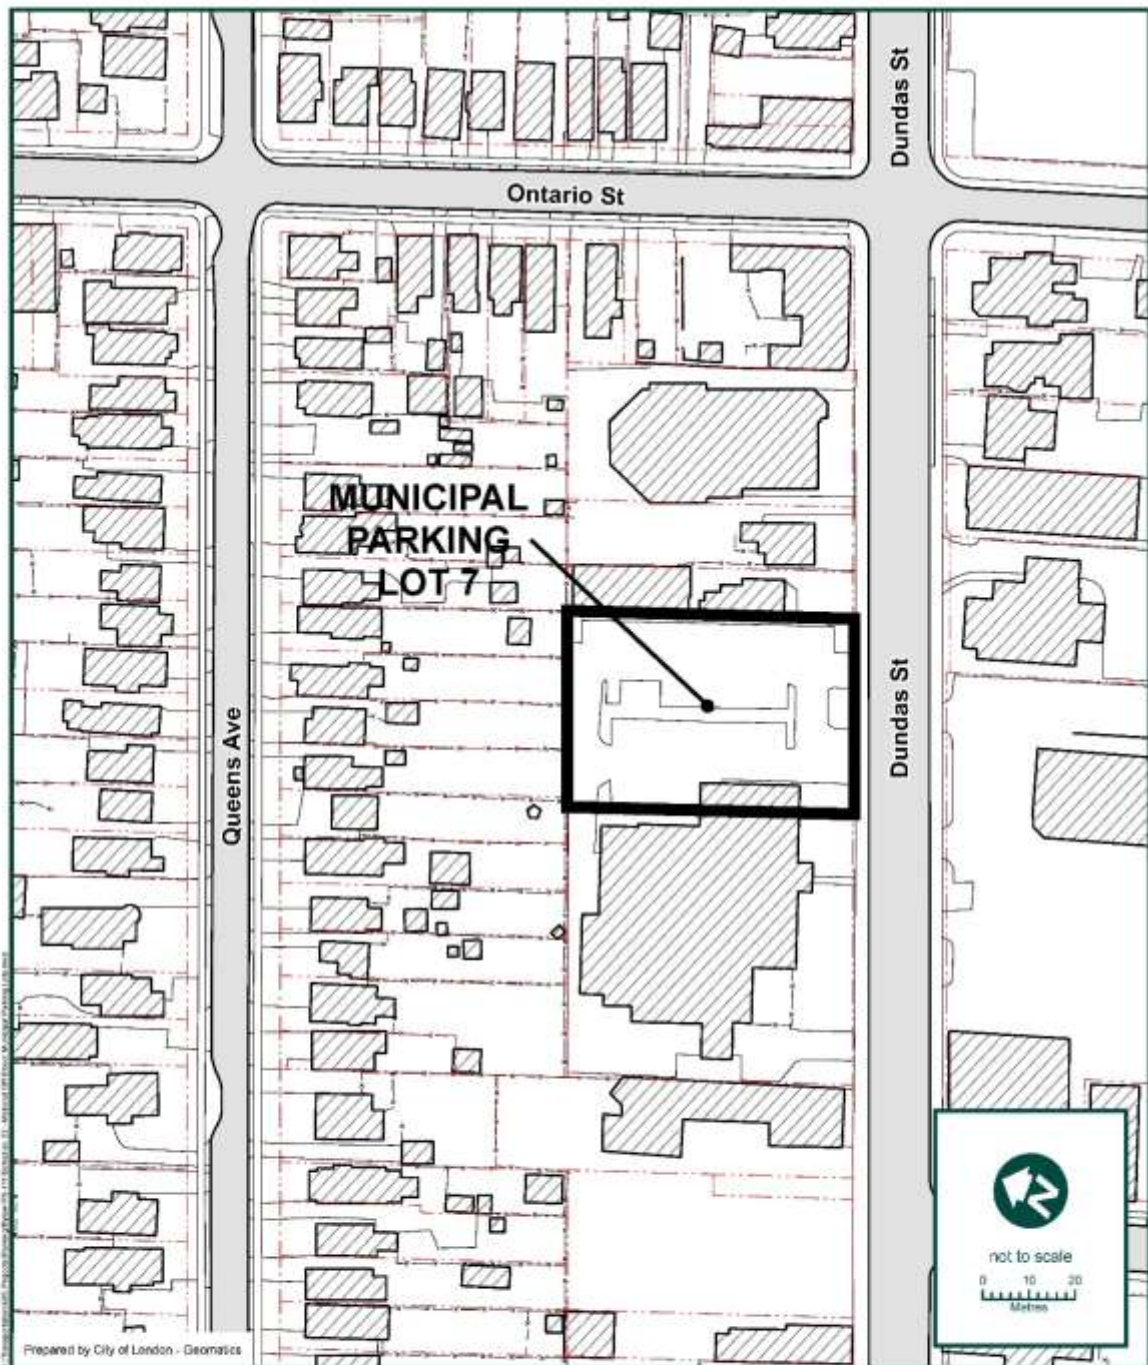 Dundas St
Ontario St
MUNICIPAL
PARKING
LOT 7
Queens Ave
Dundas St
N
not to scale
0 10 20
Metres
Prepared by City of London - Geomatics